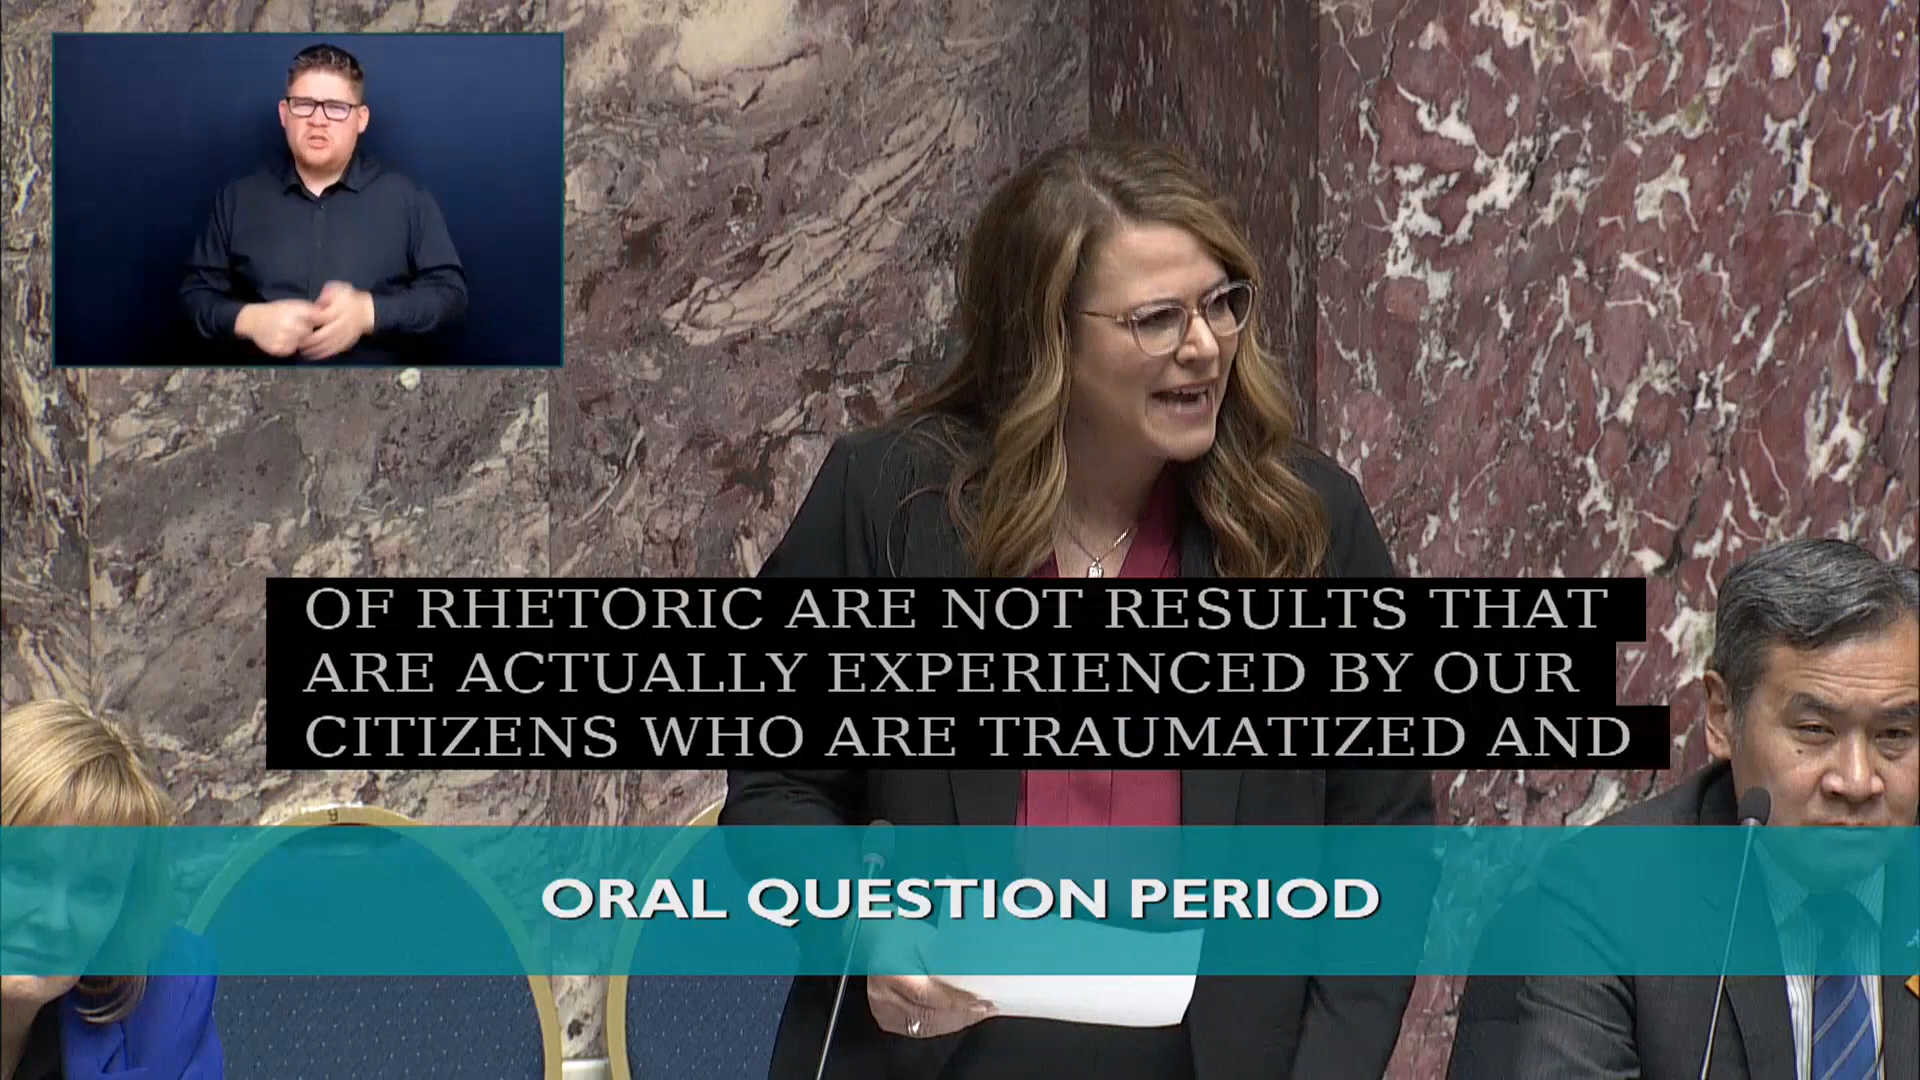 OF RHETORIC ARE NOT RESULTS THAT
ARE ACTUALLY EXPERIENCED BY OUR
CITIZENS WHO ARE TRAUMATIZED AND
9
ORAL QUESTION PERIOD